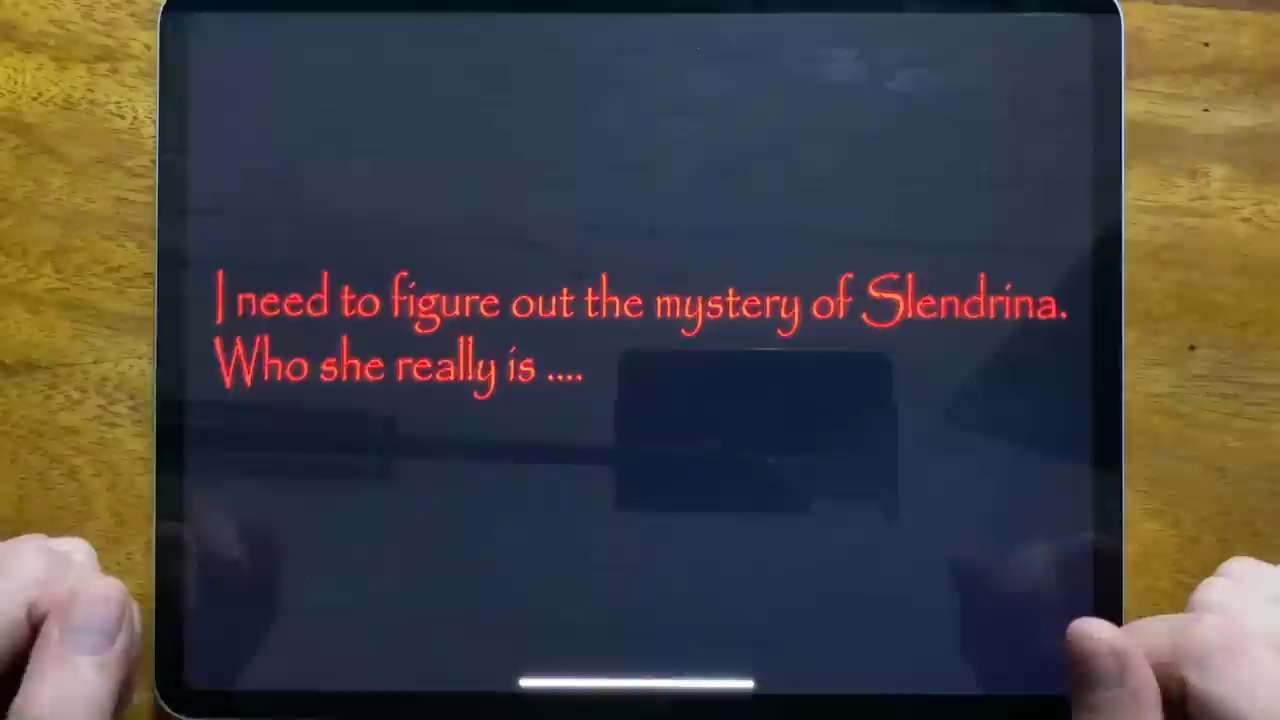 I need to figure out the mystery of Slendrina.
Who she really is ....